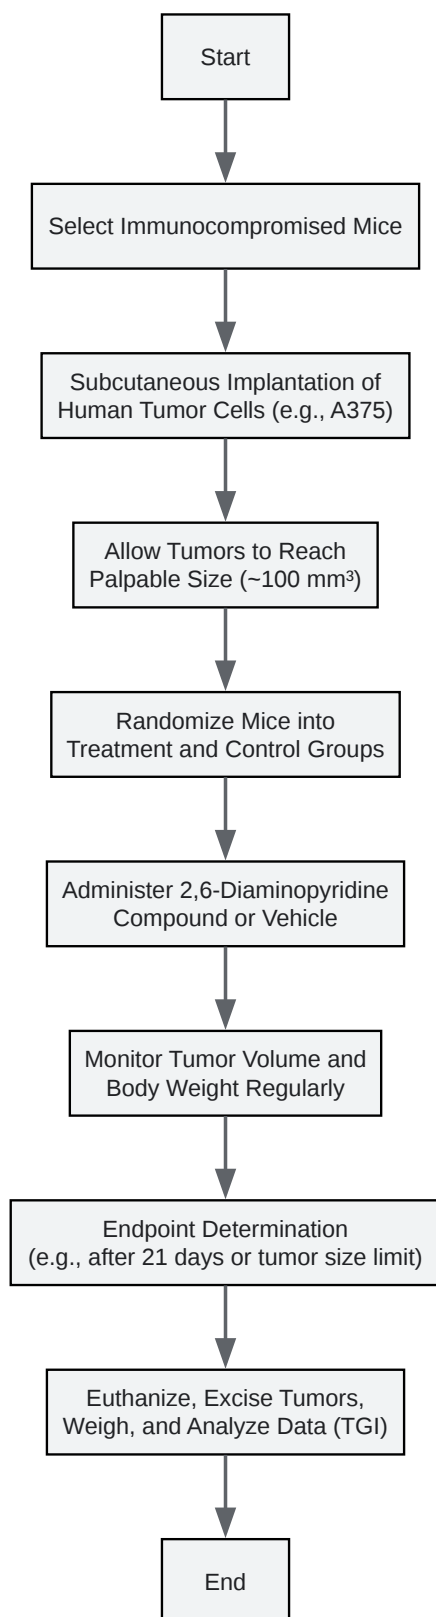 Start
Select Immunocompromised Mice
Subcutaneous Implantation of
Human Tumor Cells (e.g., A375)
Allow Tumors to Reach
Palpable Size (~100 mm³)
Randomize Mice into
Treatment and Control Groups
Administer 2,6-Diaminopyridine
Compound or Vehicle
Monitor Tumor Volume and
Body Weight Regularly
Endpoint Determination
(e.g., after 21 days or tumor size limit)
Euthanize, Excise Tumors,
Weigh, and Analyze Data (TGI)
End